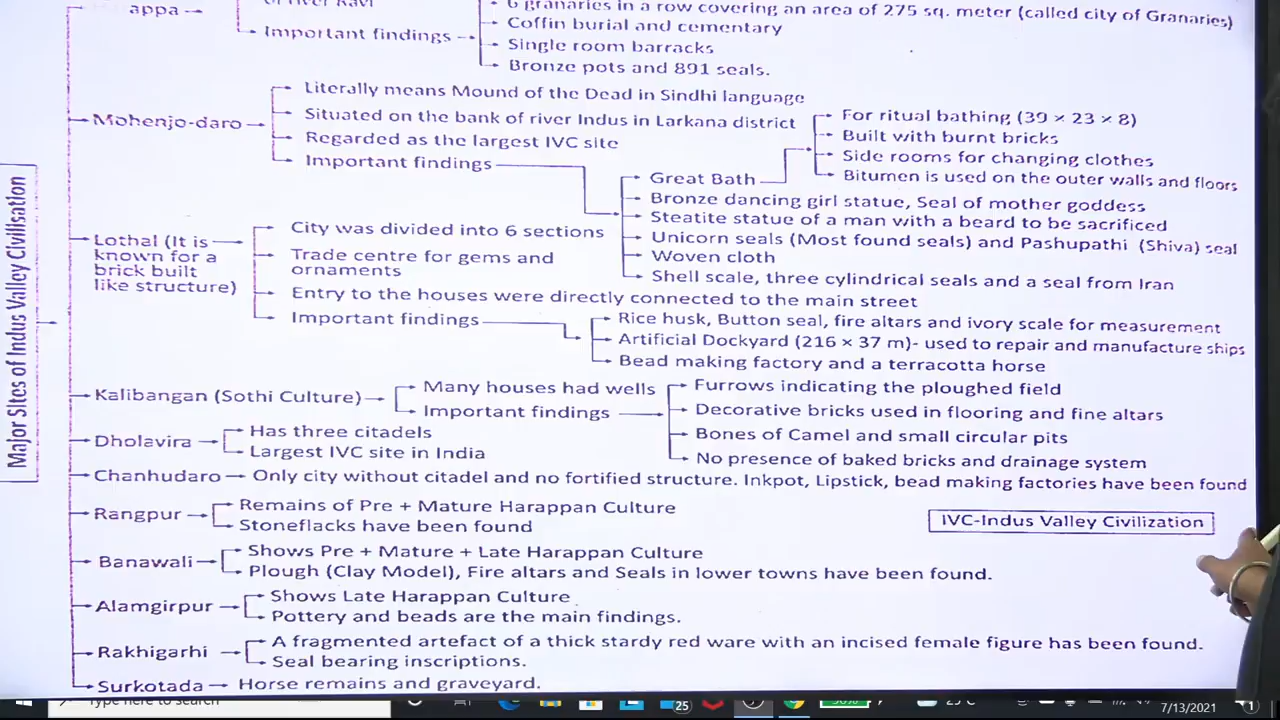 appa
of river Ravi
6 granaries in a row covering an area of 275 sq. meter (called city of Granaries)
Important findings
Coffin burial and cementary
Single room barracks
Bronze pots and 891 seals.
Major Sites of Indus Valley Civilisation
Mohenjo-daro
Literally means Mound of the Dead in Sindhi language
Situated on the bank of river Indus in Larkana district
Regarded as the largest IVC site
Important findings
Great Bath
For ritual bathing (39 × 23 × 8)
Built with burnt bricks
Side rooms for changing clothes
Bitumen is used on the outer walls and floors
Bronze dancing girl statue, Seal of mother goddess
Steatite statue of a man with a beard to be sacrificed
Unicorn seals (Most found seals) and Pashupathi (Shiva) seal
Woven cloth
Shell scale, three cylindrical seals and a seal from Iran
Lothal (It is
known for a
brick built
like structure)
City was divided into 6 sections
Trade centre for gems and
ornaments
Entry to the houses were directly connected to the main street
Important findings
Rice husk, Button seal, fire altars and ivory scale for measurement
Artificial Dockyard (216 × 37 m)- used to repair and manufacture ships
Bead making factory and a terracotta horse
Kalibangan (Sothi Culture)
Many houses had wells
Important findings
Furrows indicating the ploughed field
Decorative bricks used in flooring and fine altars
Bones of Camel and small circular pits
No presence of baked bricks and drainage system
Dholavira
Has three citadels
Largest IVC site in India
Chanhudaro
Only city without citadel and no fortified structure. Inkpot, Lipstick, bead making factories have been found
Rangpur
Remains of Pre + Mature Harappan Culture
Stoneflacks have been found
IVC-Indus Valley Civilization
Banawali
Shows Pre + Mature + Late Harappan Culture
Plough (Clay Model), Fire altars and Seals in lower towns have been found.
Alamgirpur
Shows Late Harappan Culture
Pottery and beads are the main findings.
Rakhigarhi
A fragmented artefact of a thick stardy red ware with an incised female figure has been found.
Seal bearing inscriptions.
Surkotada
Horse remains and graveyard.
Type here to search
25
7/13/2021
1